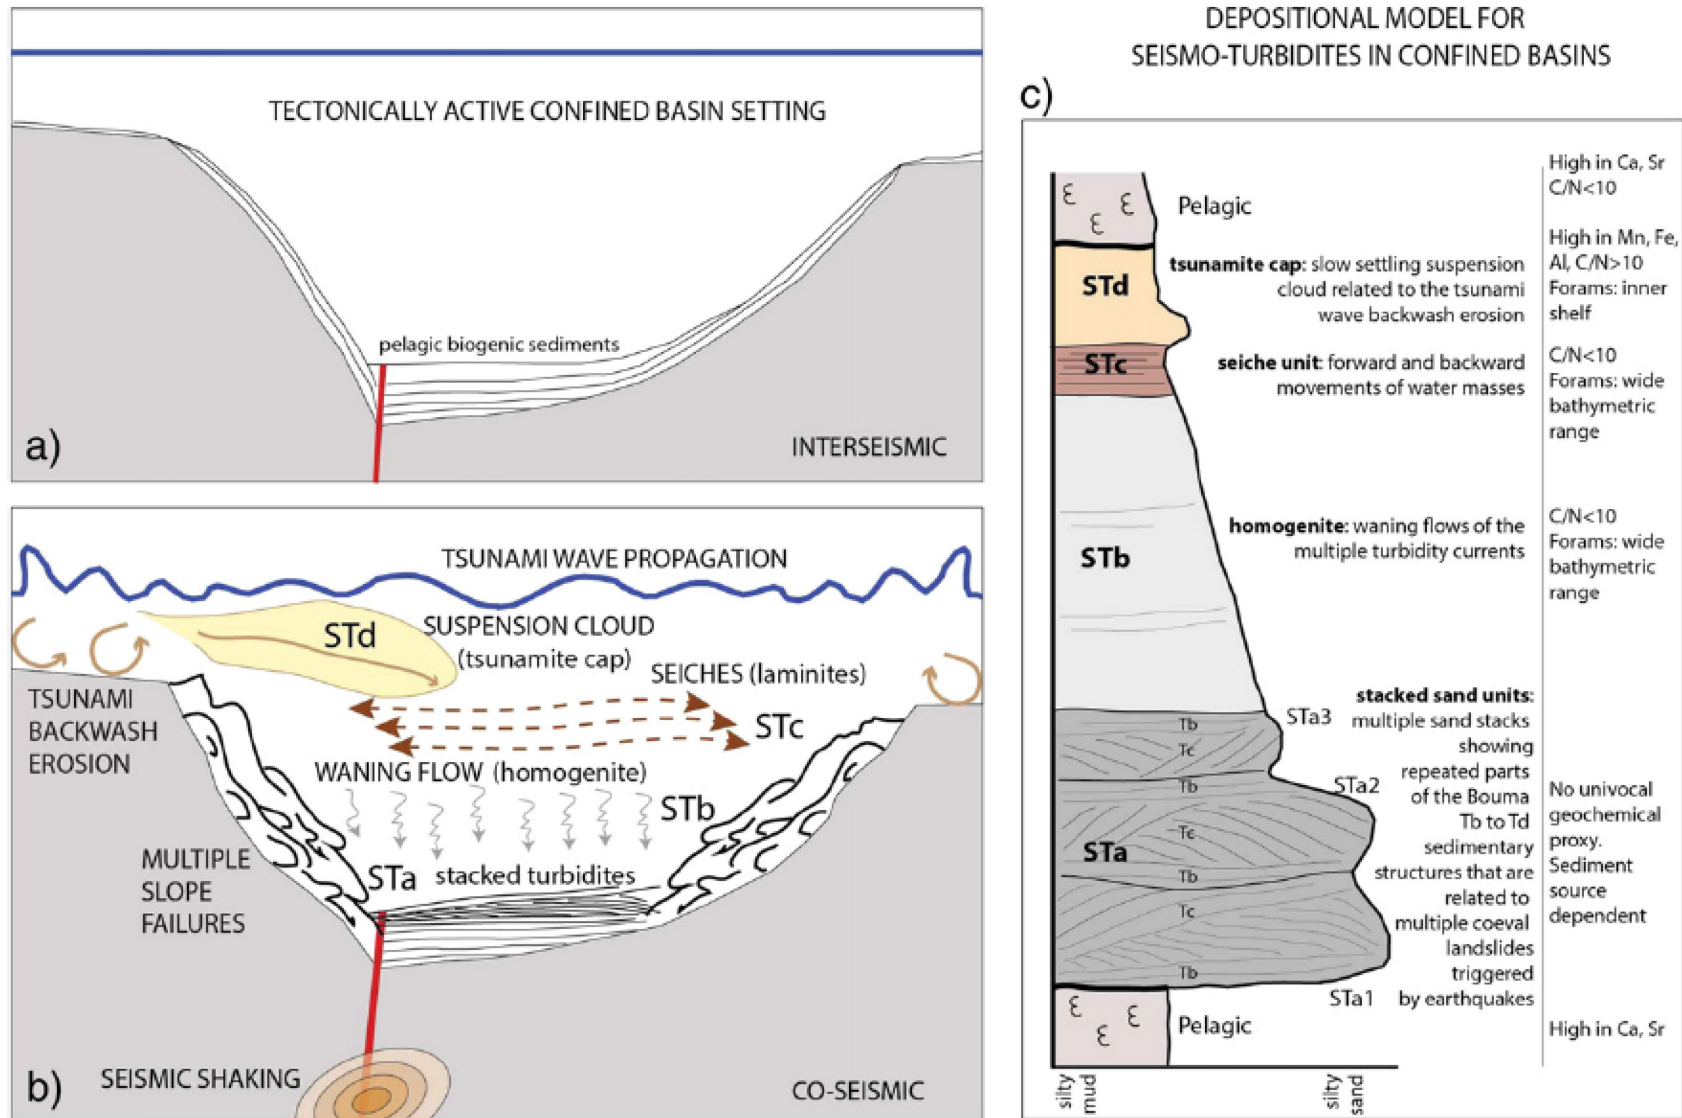 TECTONICALLY ACTIVE CONFINED BASIN SETTING
pelagic biogenic sediments
a)
INTERSEISMIC
TSUNAMI WAVE PROPAGATION
STd
SUSPENSION CLOUD
(tsunamite cap)
SEICHES (laminites)
TSUNAMI
BACKWASH
EROSION
STc
WANING FLOW (homogenite)
STb
MULTIPLE
SLOPE
FAILURES
STa
stacked turbidites
SEISMIC SHAKING
b)
CO-SEISMIC
DEPOSITIONAL MODEL FOR
SEISMO-TURBIDITES IN CONFINED BASINS
c)
Pelagic
High in Ca, Sr
C/N<10
STd
tsunamite cap: slow settling suspension
cloud related to the tsunami
wave backwash erosion
High in Mn, Fe,
Al, C/N>10
Forams: inner
shelf
STc
seiche unit: forward and backward
movements of water masses
C/N<10
Forams: wide
bathymetric
range
STb
homogenite: waning flows of the
multiple turbidity currents
C/N<10
Forams: wide
bathymetric
range
STa
Tb
Tc
Tb
Tc
Tb
Tc
Tb
STa3
STa2
STa1
stacked sand units:
multiple sand stacks
showing
repeated parts
of the Bouma
Tb to Td
sedimentary
structures that are
related to
multiple coeval
landslides
triggered
by earthquakes
No univocal
geochemical
proxy.
Sediment
source
dependent
Pelagic
High in Ca, Sr
silty
mud
silty
sand